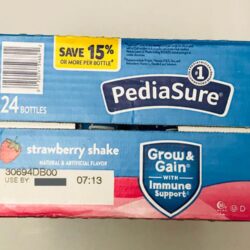 SAVE 15%
OR MORE PER BOTTLE*
#1
PediaSure®
24 BOTTLES
strawberry shake
NATURAL & ARTIFICIAL FLAVOR
30694DB00
USE BY:
07:13
Grow &
Gain*
WITH
Immune
Support†